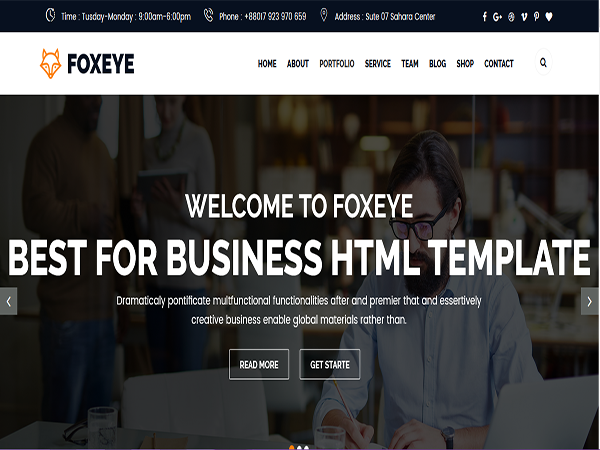 Time : Tusday-Monday : 9:00am-6:00pm
Phone : +88017 923 970 659
Address : Sute 07 Sahara Center
FOXEYE
HOME ABOUT PORTFOLIO SERVICE TEAM BLOG SHOP CONTACT
WELCOME TO FOXEYE
BEST FOR BUSINESS HTML TEMPLATE
Dramaticaly pontificate multfunctional functionalities after and premier that and essertively
creative business enable global materials rather than.
READ MORE
GET STARTE